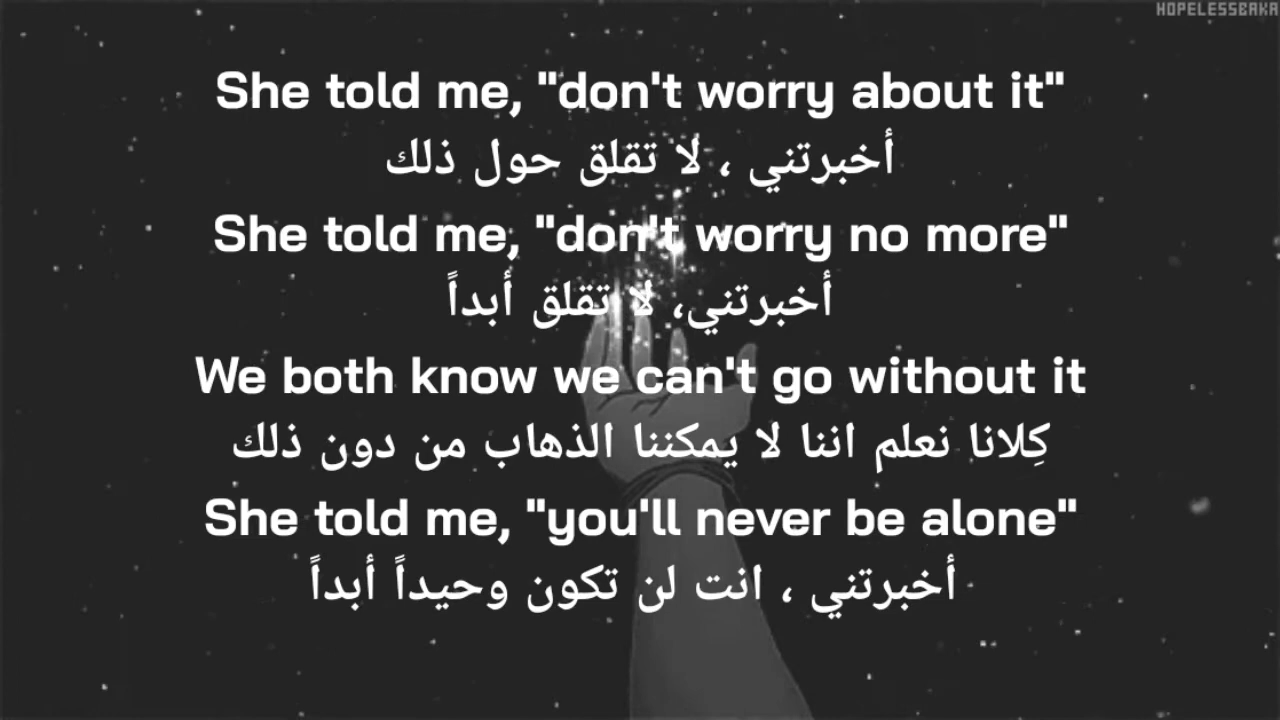 HOPELESSBAKA
She told me, "don't worry about it"
أخبرتني ، لا تقلق حول ذلك
She told me, "don't worry no more"
أخبرتني، لا تقلق أبداً
We both know we can't go without it
كِلانا نعلم اننا لا يمكننا الذهاب من دون ذلك
She told me, "you'll never be alone"
أخبرتني ، انت لن تكون وحيداً أبداً